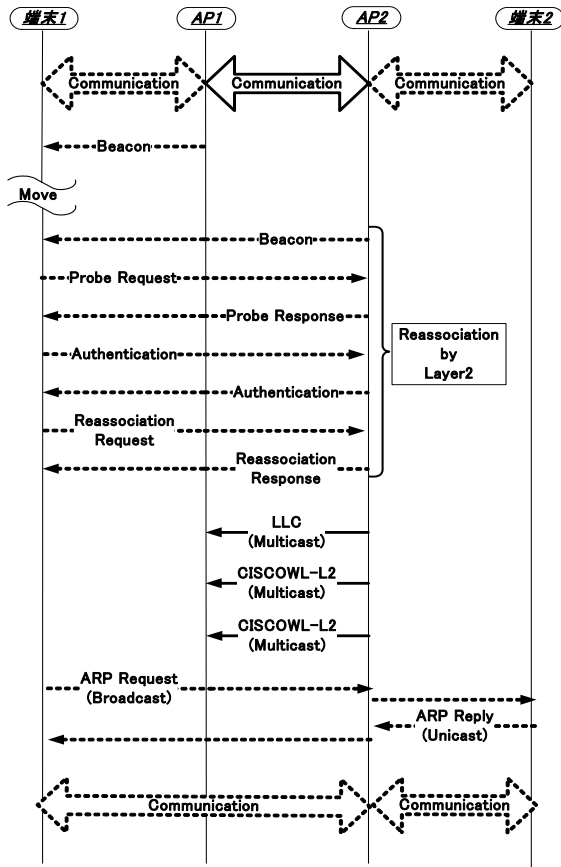 端末1 AP1 AP2 端末2
Communication Communication Communication
Beacon
Move
Beacon
Probe Request
Probe Response
Reassociation
by
Layer2
Authentication
Authentication
Reassociation
Request
Reassociation
Response
LLC
(Multicast)
CISCOWL-L2
(Multicast)
CISCOWL-L2
(Multicast)
ARP Request
(Broadcast)
ARP Reply
(Unicast)
Communication Communication